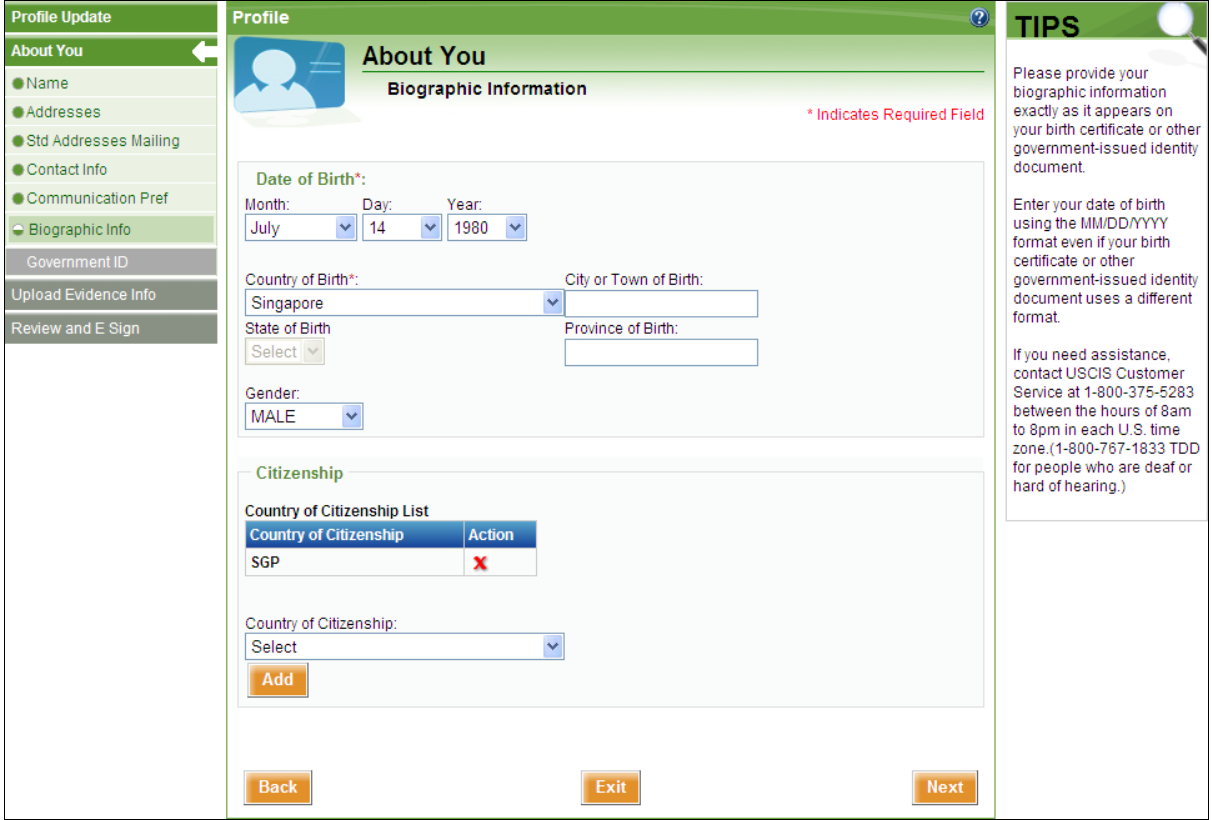 Profile Update
About You
Name
Addresses
Std Addresses Mailing
Contact Info
Communication Pref
Biographic Info
Government ID
Upload Evidence Info
Review and E Sign
Profile
?
About You
Biographic Information
* Indicates Required Field
Date of Birth*:
Month: Day: Year:
July 14 1980
Country of Birth*: City or Town of Birth:
Singapore
State of Birth Province of Birth:
Select
Gender:
MALE
Citizenship
Country of Citizenship List
Country of Citizenship Action
SGP X
Country of Citizenship:
Select
Add
Back Exit Next
TIPS
Please provide your
biographic information
exactly as it appears on
your birth certificate or other
government-issued identity
document.
Enter your date of birth
using the MM/DD/YYYY
format even if your birth
certificate or other
government-issued identity
document uses a different
format.
If you need assistance,
contact USCIS Customer
Service at 1-800-375-5283
between the hours of 8am
to 8pm in each U.S. time
zone.(1-800-767-1833 TDD
for people who are deaf or
hard of hearing.)